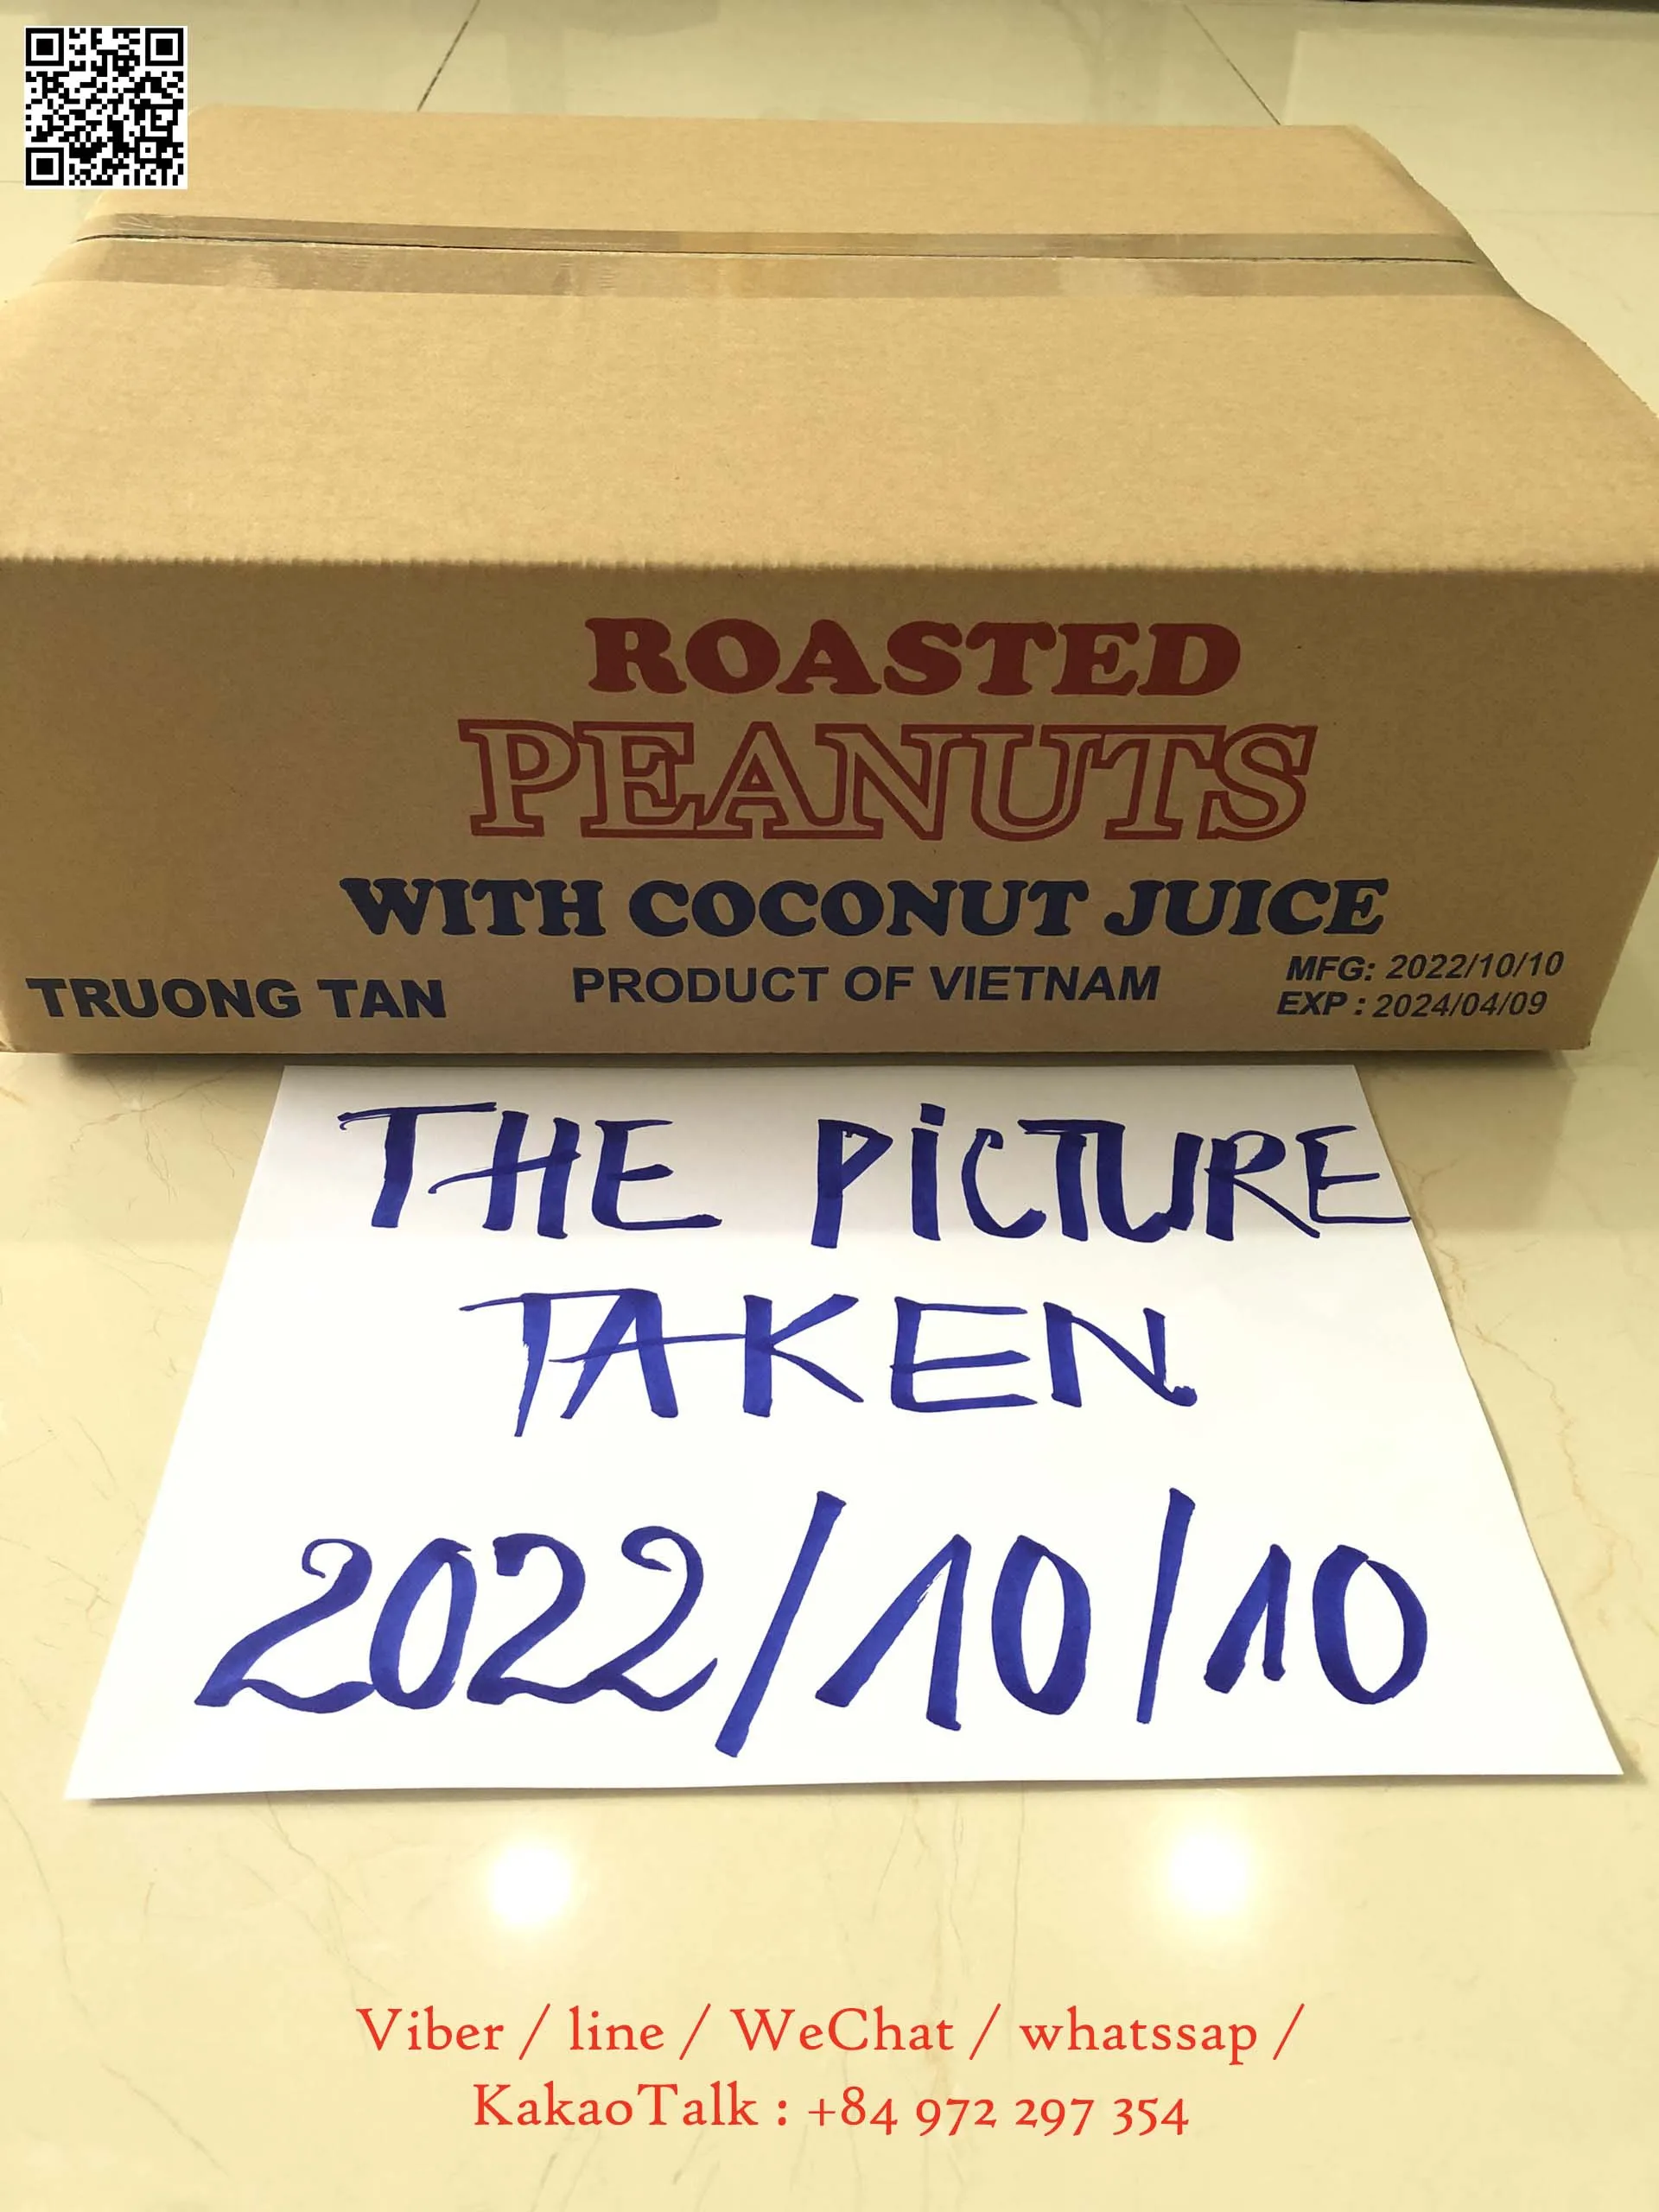 ROASTED
PEANUTS
WITH COCONUT JUICE
TRUONG TAN PRODUCT OF VIETNAM MFG: 2022/10/10
EXP : 2024/04/09
THE PiCTURE
TAKEN
2022/10/10
Viber / line / WeChat / whatssap /
KakaoTalk : +84 972 297 354